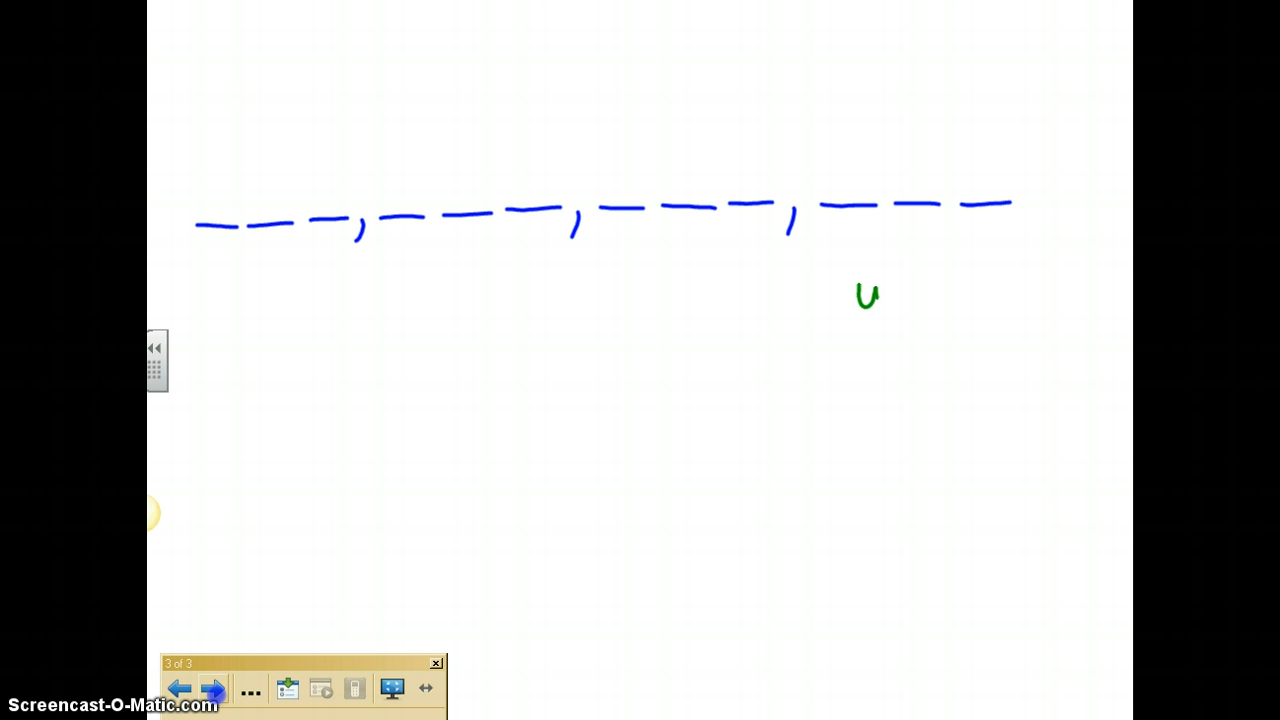 _ _ _ , _ _ _ , _ _ _ , _ _ _
u
3 of 3
...
Screencast-O-Matic.com